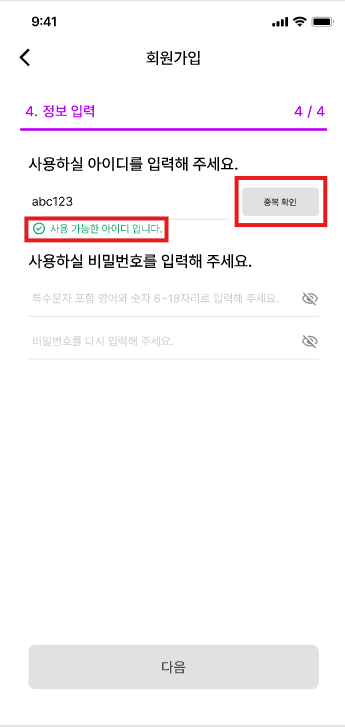 9:41
회원가입
4. 정보 입력 4 / 4
사용하실 아이디를 입력해 주세요.
abc123 중복 확인
사용 가능한 아이디 입니다.
사용하실 비밀번호를 입력해 주세요.
특수문자 포함 영어와 숫자 6~18자리로 입력해 주세요.
비밀번호를 다시 입력해 주세요.
다음